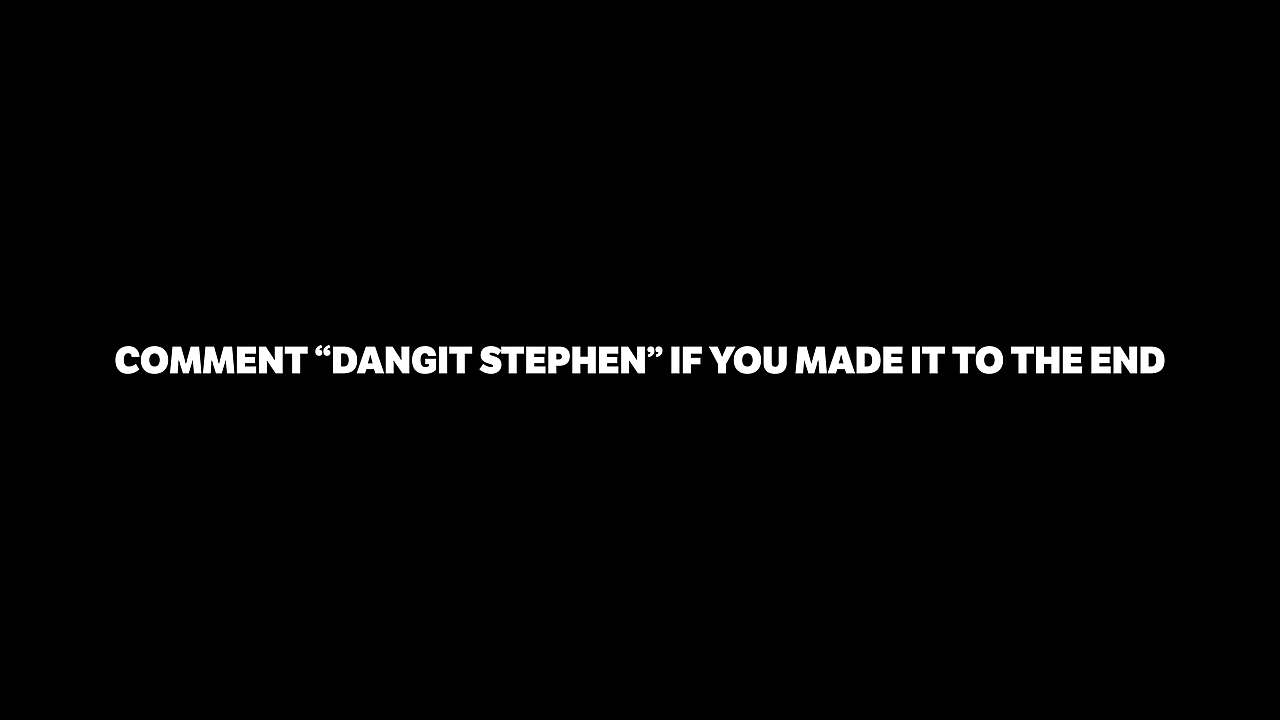 COMMENT “DANGIT STEPHEN” IF YOU MADE IT TO THE END